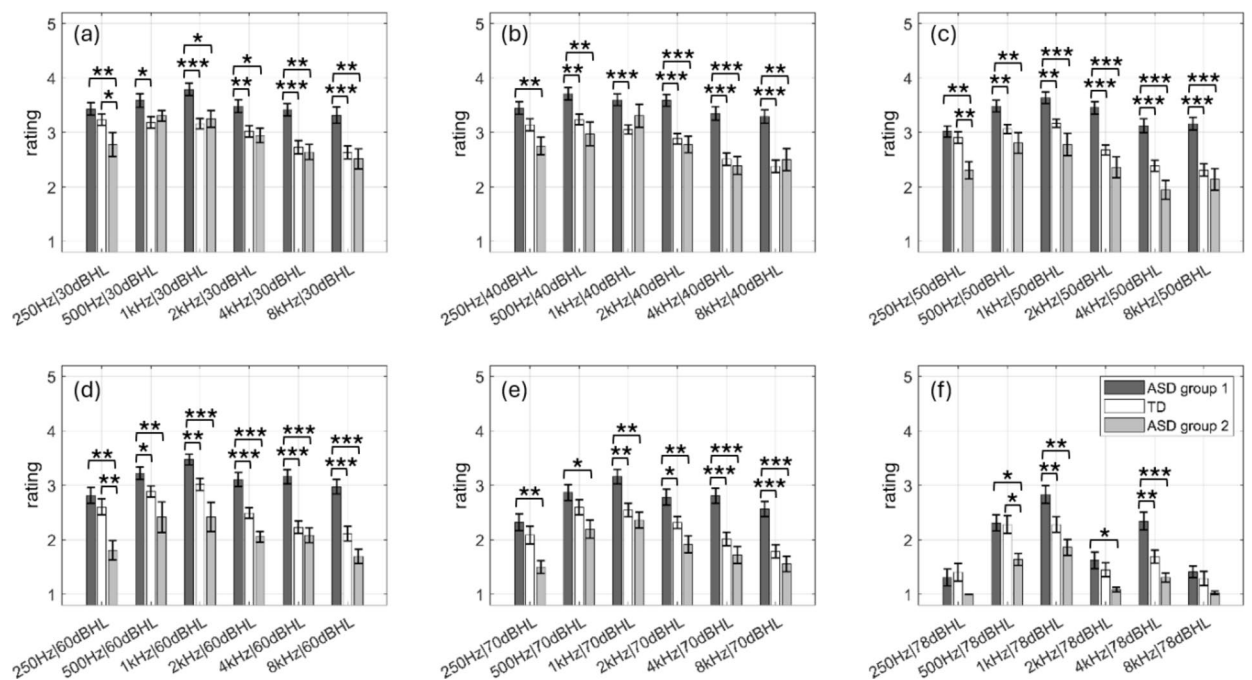 (a)
rating
5
4
3
2
1
** * * * *** * ** ** *** ** ***
250Hz|30dBHL
500Hz|30dBHL
1kHz|30dBHL
2kHz|30dBHL
4kHz|30dBHL
8kHz|30dBHL
(b)
rating
5
4
3
2
1
** ** ** *** *** *** *** *** ** ***
250Hz|40dBHL
500Hz|40dBHL
1kHz|40dBHL
2kHz|40dBHL
4kHz|40dBHL
8kHz|40dBHL
(c)
rating
5
4
3
2
1
** ** ** ** *** ** *** *** *** *** *** ***
250Hz|50dBHL
500Hz|50dBHL
1kHz|50dBHL
2kHz|50dBHL
4kHz|50dBHL
8kHz|50dBHL
(d)
rating
5
4
3
2
1
** ** ** * *** ** *** *** *** *** *** ***
250Hz|60dBHL
500Hz|60dBHL
1kHz|60dBHL
2kHz|60dBHL
4kHz|60dBHL
8kHz|60dBHL
(e)
rating
5
4
3
2
1
** * ** ** ** * *** *** *** ***
250Hz|70dBHL
500Hz|70dBHL
1kHz|70dBHL
2kHz|70dBHL
4kHz|70dBHL
8kHz|70dBHL
(f)
ASD group 1
TD
ASD group 2
rating
5
4
3
2
1
* * ** ** * *** **
250Hz|78dBHL
500Hz|78dBHL
1kHz|78dBHL
2kHz|78dBHL
4kHz|78dBHL
8kHz|78dBHL